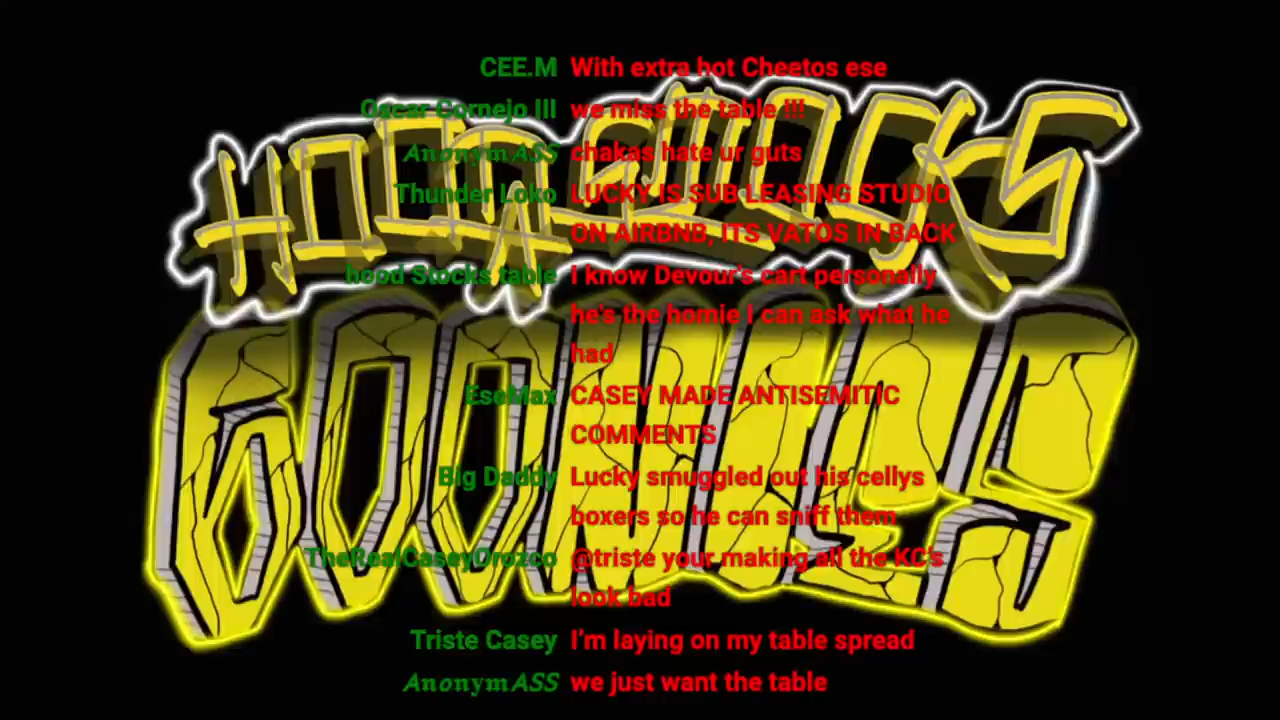 CEE.M With extra hot Cheetos ese
Oscar Cornejo III we miss the table !!!
AnonymASS chakas hate ur guts
Thunder Loko LUCKY IS SUB LEASING STUDIO
ON AIRBNB, ITS VATOS IN BACK
hood Stocks table I know Devour's cart personally
he's the homie I can ask what he
had
EseMax CASEY MADE ANTISEMITIC
COMMENTS
Big Daddy Lucky smuggled out his cellys
boxers so he can sniff them
TheRealCaseyOrozco @triste your making all the KC's
look bad
Triste Casey I'm laying on my table spread
AnonymASS we just want the table
HOOD STOCKS
GOONIES